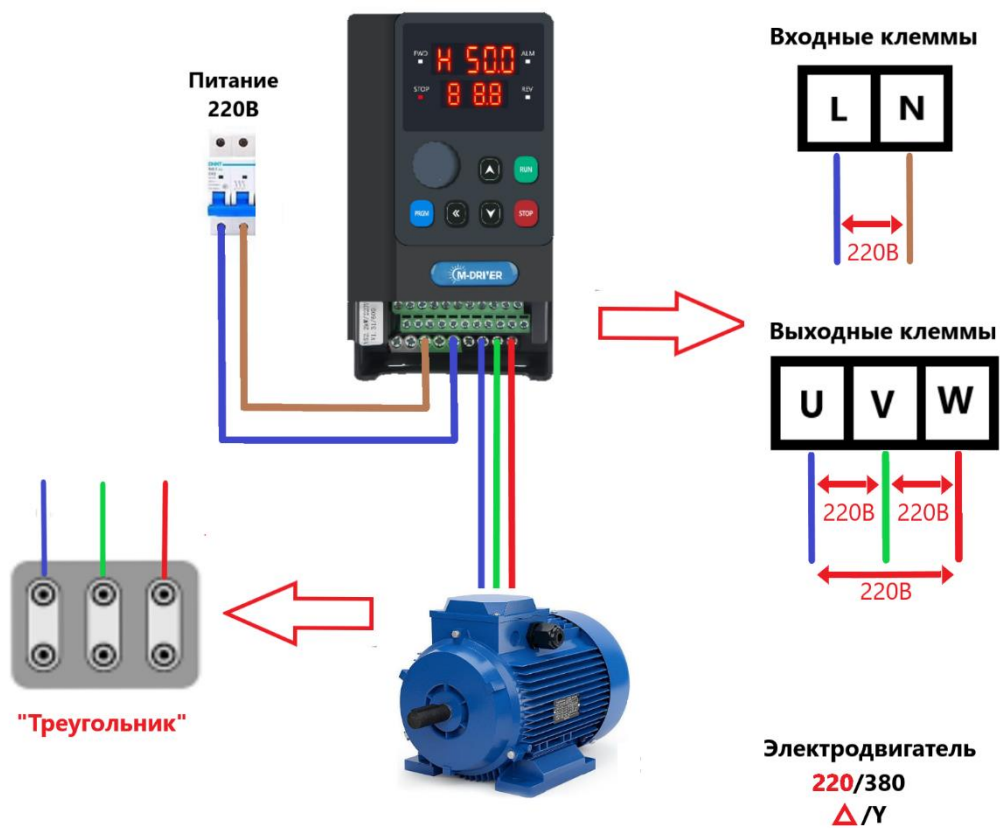 Питание
220В
CHNT
FWD
H 50.0
ALM
STOP
8 8.8
REV
RUN
PRGM
STOP
M-DRIVER
Входные клеммы
L N
220В
Выходные клеммы
U V W
220В 220В
220В
"Треугольник"
Электродвигатель
220/380
Δ/Y